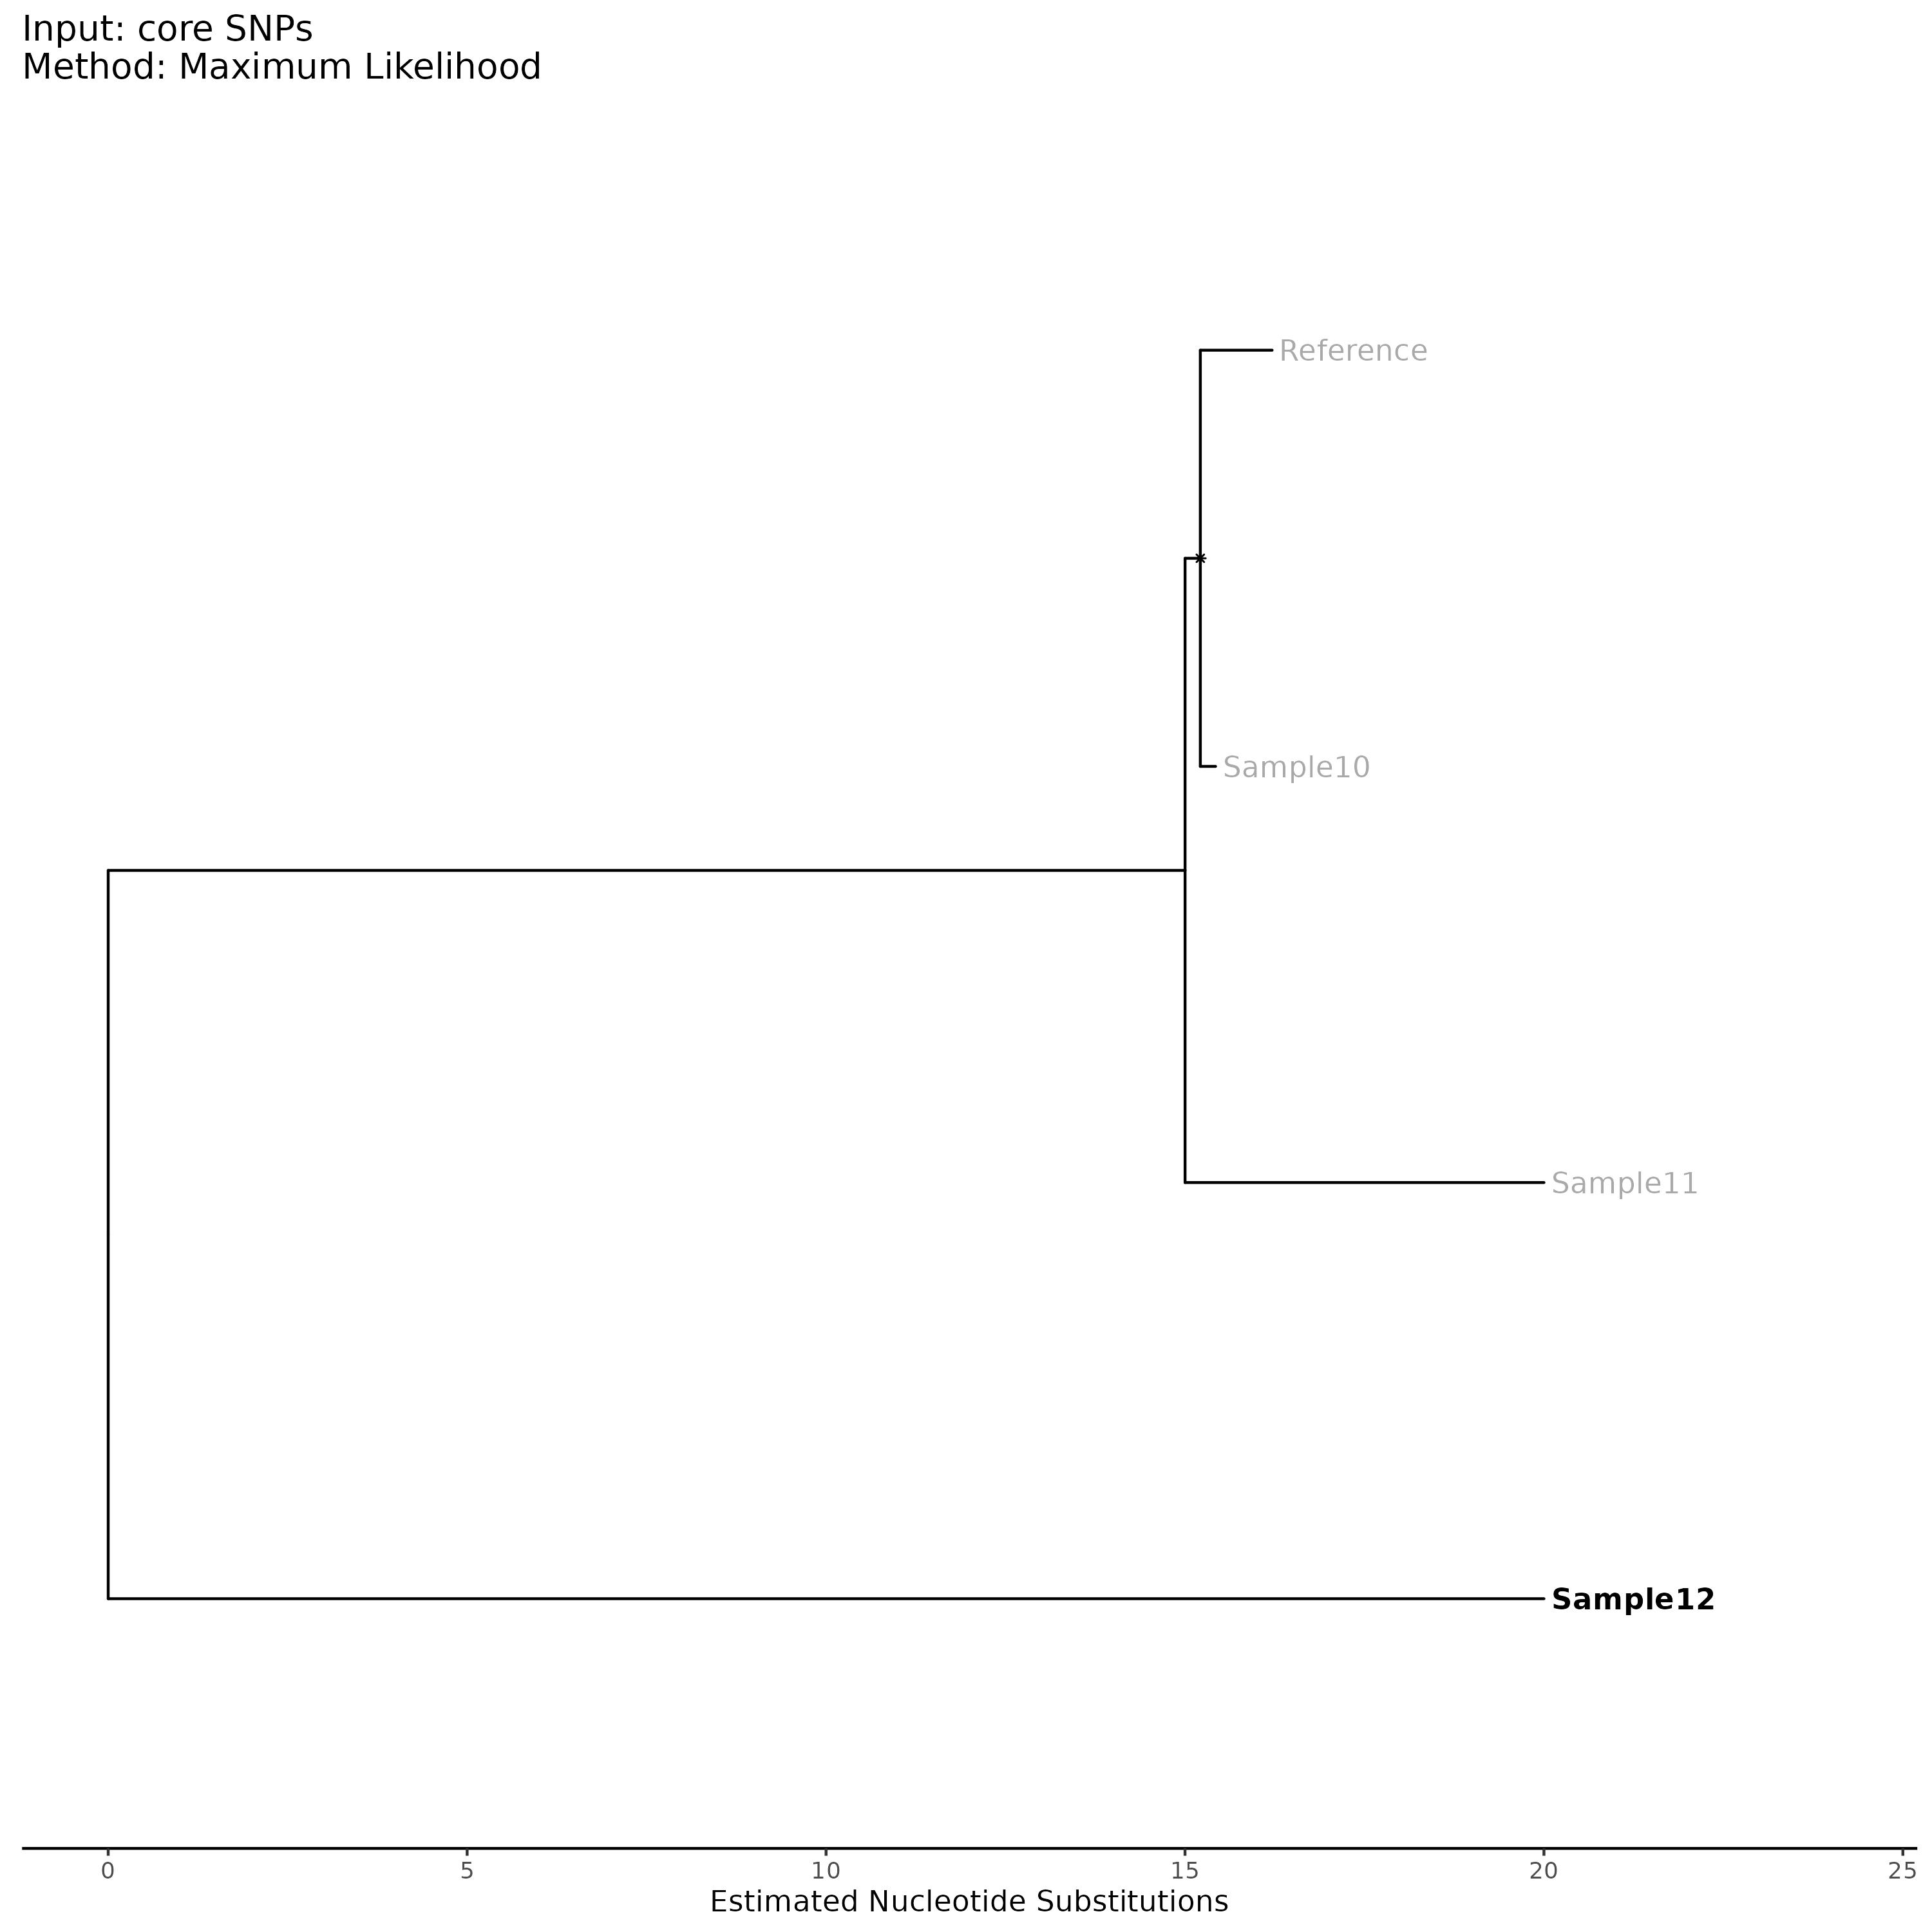 Input: core SNPs
Method: Maximum Likelihood
Reference
Sample10
Sample11
Sample12
0 5 10 15 20 25
Estimated Nucleotide Substitutions